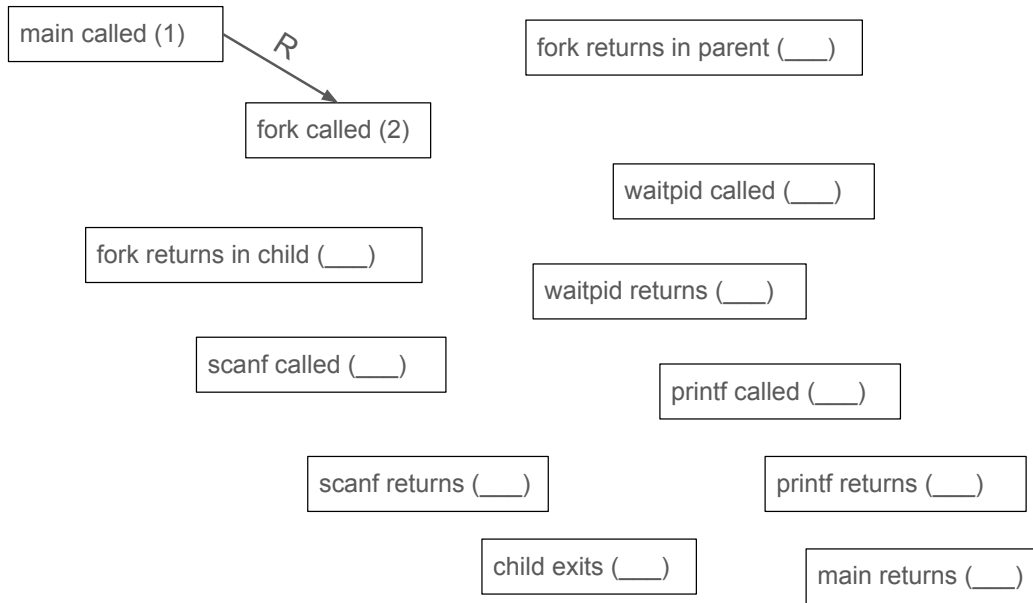 main called (1)
fork returns in parent (___)
R
fork called (2)
waitpid called (___)
fork returns in child (___)
waitpid returns (___)
scanf called (___)
printf called (___)
scanf returns (___)
printf returns (___)
child exits (___)
main returns (___)